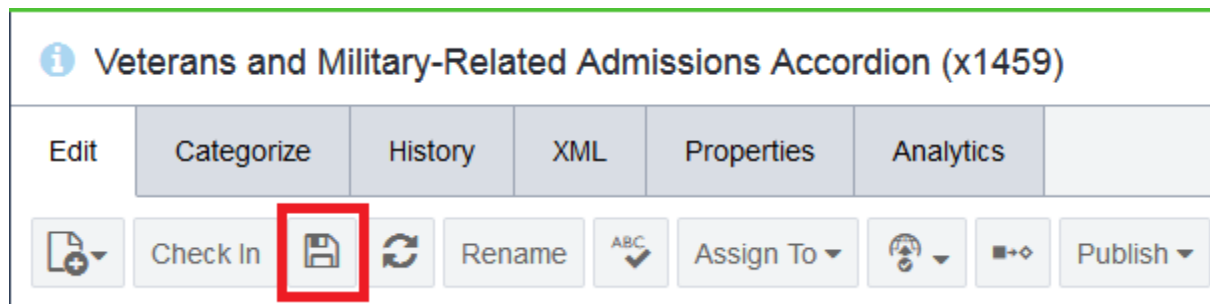 Veterans and Military-Related Admissions Accordion (x1459)
Edit Categorize History XML Properties Analytics
Check In Rename ABC Assign To Publish